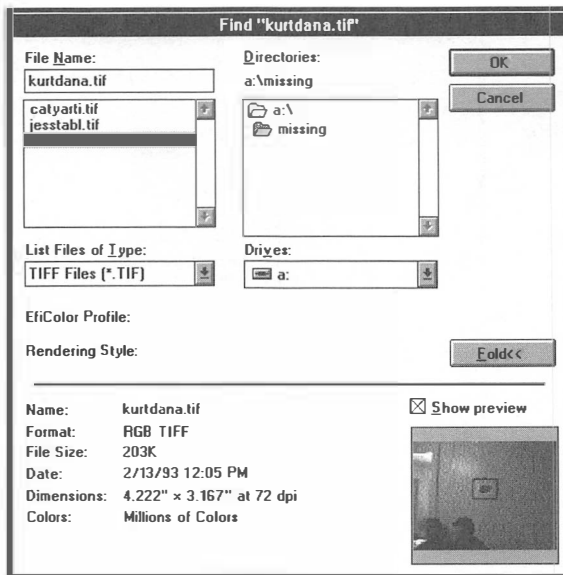 Find "kurtdana.tif"
File Name:
kurtdana.tif
catyarti.tif
jesstabl.tif
Directories:
a:\missing
a:\
missing
OK
Cancel
List Files of Type:
TIFF Files (*.TIF)
Drives:
a:
EfiColor Profile:
Rendering Style:
Fold<<
Name: kurtdana.tif
Format: RGB TIFF
File Size: 203K
Date: 2/13/93 12:05 PM
Dimensions: 4.222" × 3.167" at 72 dpi
Colors: Millions of Colors
Show preview